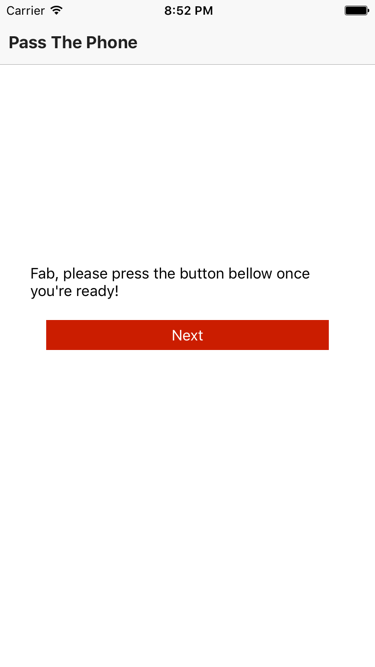 Carrier 8:52 PM
Pass The Phone
Fab, please press the button bellow once
you're ready!
Next